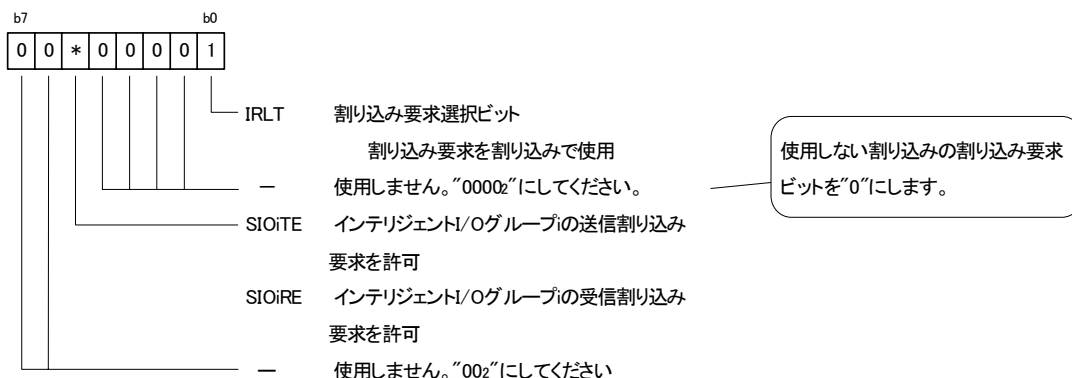 b7 b0
0 0 * 0 0 0 0 1
IRLT 割り込み要求選択ビット
割り込み要求を割り込みで使用
— 使用しません。"0000₂"にしてください。
SIOiTE インテリジェントI/Oグループiの送信割り込み
要求を許可
SIOiRE インテリジェントI/Oグループiの受信割り込み
要求を許可
— 使用しません。"00₂"にしてください
使用しない割り込みの割り込み要求
ビットを"0"にします。